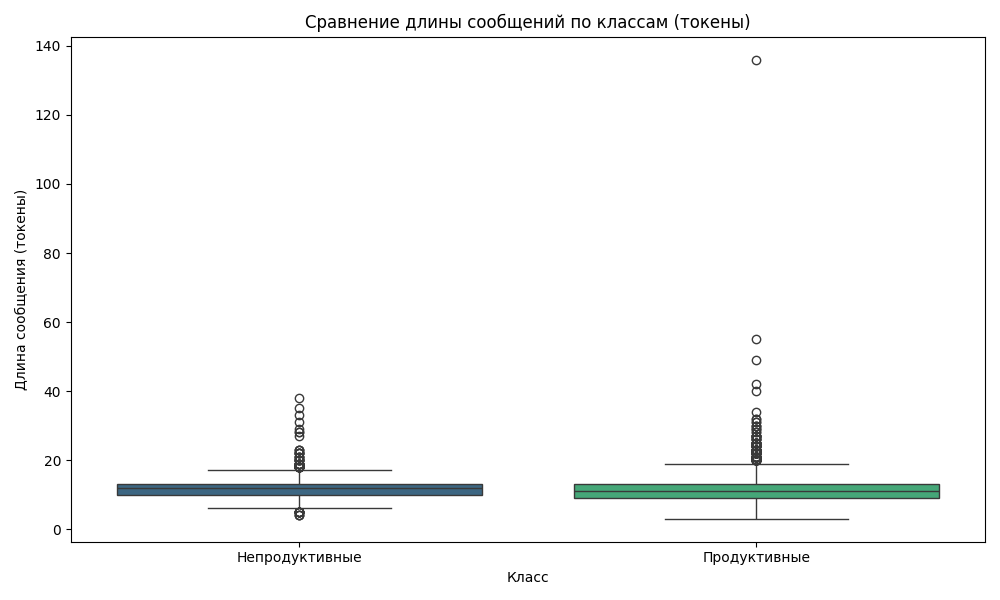 Сравнение длины сообщений по классам (токены)
140
120
100
80
60
40
20
0
Длина сообщения (токены)
Непродуктивные
Продуктивные
Класс